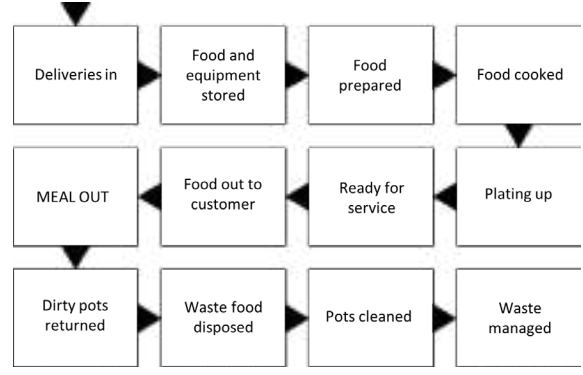 Deliveries in
Food and
equipment
stored
Food
prepared
Food cooked
Plating up
Ready for
service
Food out to
customer
MEAL OUT
Dirty pots
returned
Waste food
disposed
Pots cleaned
Waste
managed